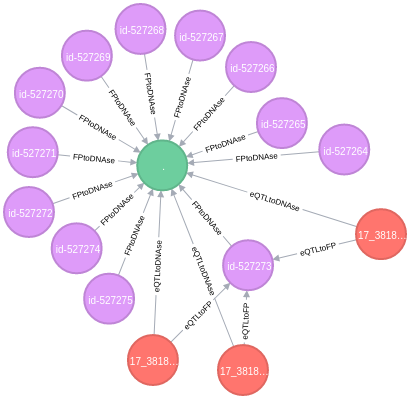 id-527268
id-527267
id-527269
id-527266
id-527270
id-527265
id-527271
id-527264
id-527272
id-527274
id-527275
id-527273
.
17_3818...
17_3818...
17_3818...
FPtoDNAse
FPtoDNAse
FPtoDNAse
FPtoDNAse
FPtoDNAse
FPtoDNAse
FPtoDNAse
FPtoDNAse
FPtoDNAse
FPtoDNAse
FPtoDNAse
FPtoDNAse
eQTLtoDNAse
eQTLtoDNAse
eQTLtoDNAse
eQTLtoFP
eQTLtoFP
eQTLtoFP